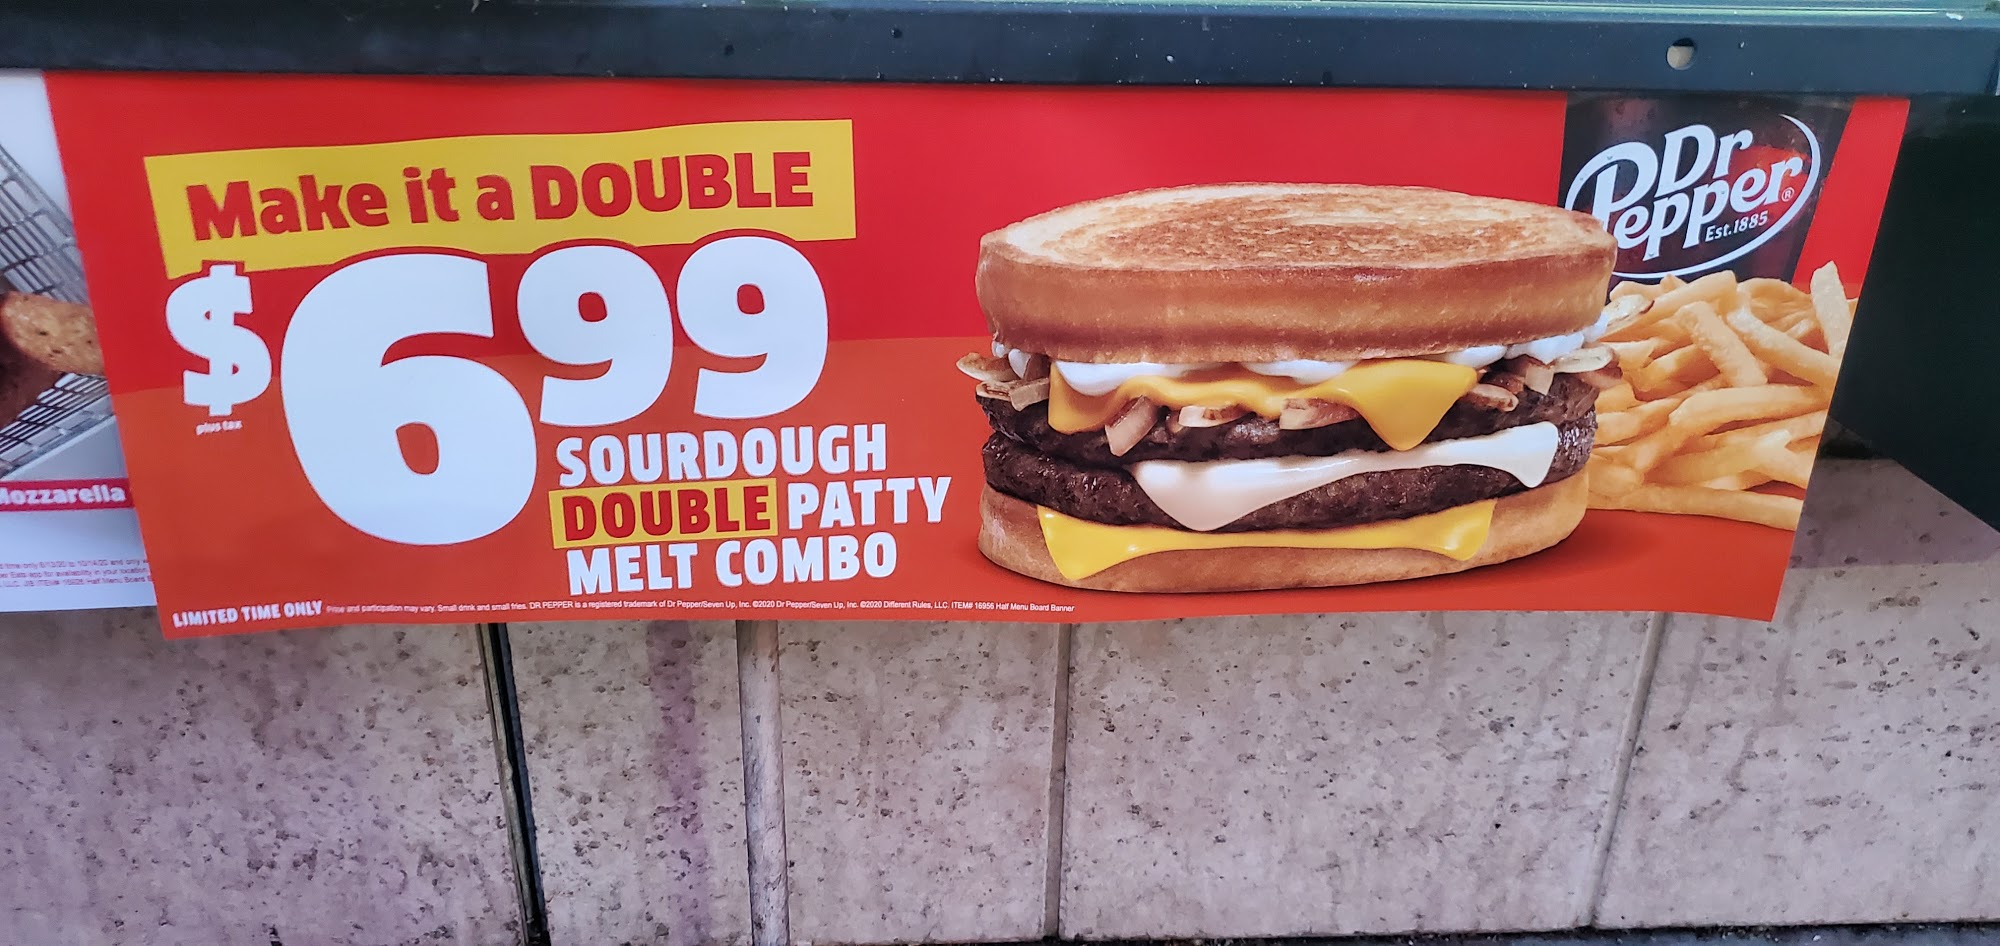 Make it a DOUBLE
$6.99
plus tax
SOURDOUGH
DOUBLE PATTY
MELT COMBO
LIMITED TIME ONLY Price and participation may vary. Small drink and small fries. DR PEPPER is a registered trademark of Dr Pepper/Seven Up, Inc. ©2020 Dr Pepper/Seven Up, Inc. ©2020 Different Rules, LLC. ITEM# 16956 Half Menu Board Banner
Dr
Pepper®
Est.1885
Mozzarella